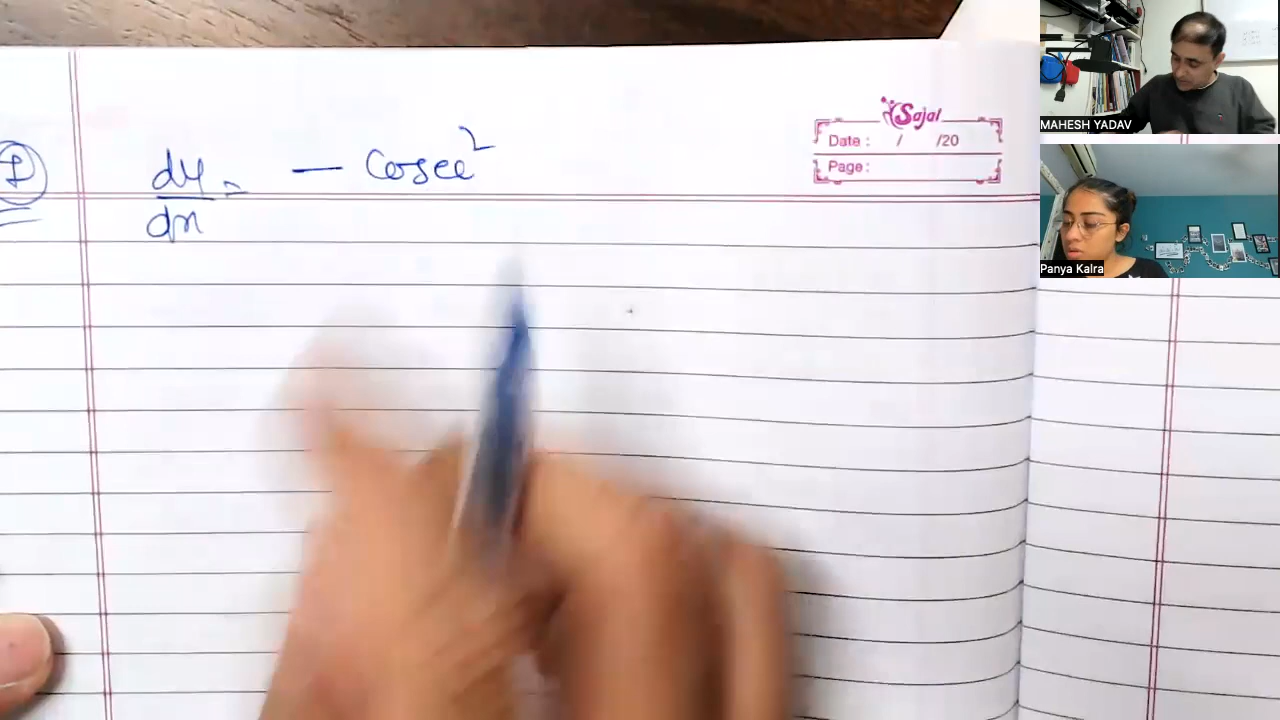 Sajal
Date : / /20
Page :
dy/dx = - Cosec²
MAHESH YADAV
Panya Kalra